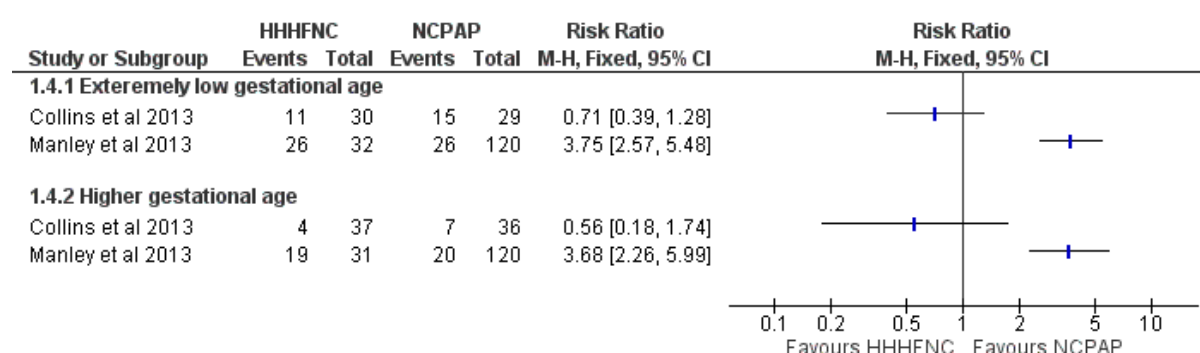 HHHFNC NCPAP Risk Ratio Risk Ratio
Study or Subgroup Events Total Events Total M-H, Fixed, 95% CI M-H, Fixed, 95% CI
1.4.1 Exteremely low gestational age
Collins et al 2013 11 30 15 29 0.71 [0.39, 1.28]
Manley et al 2013 26 32 26 120 3.75 [2.57, 5.48]
1.4.2 Higher gestational age
Collins et al 2013 4 37 7 36 0.56 [0.18, 1.74]
Manley et al 2013 19 31 20 120 3.68 [2.26, 5.99]
0.1 0.2 0.5 1 2 5 10
Favours HHHFNC Favours NCPAP